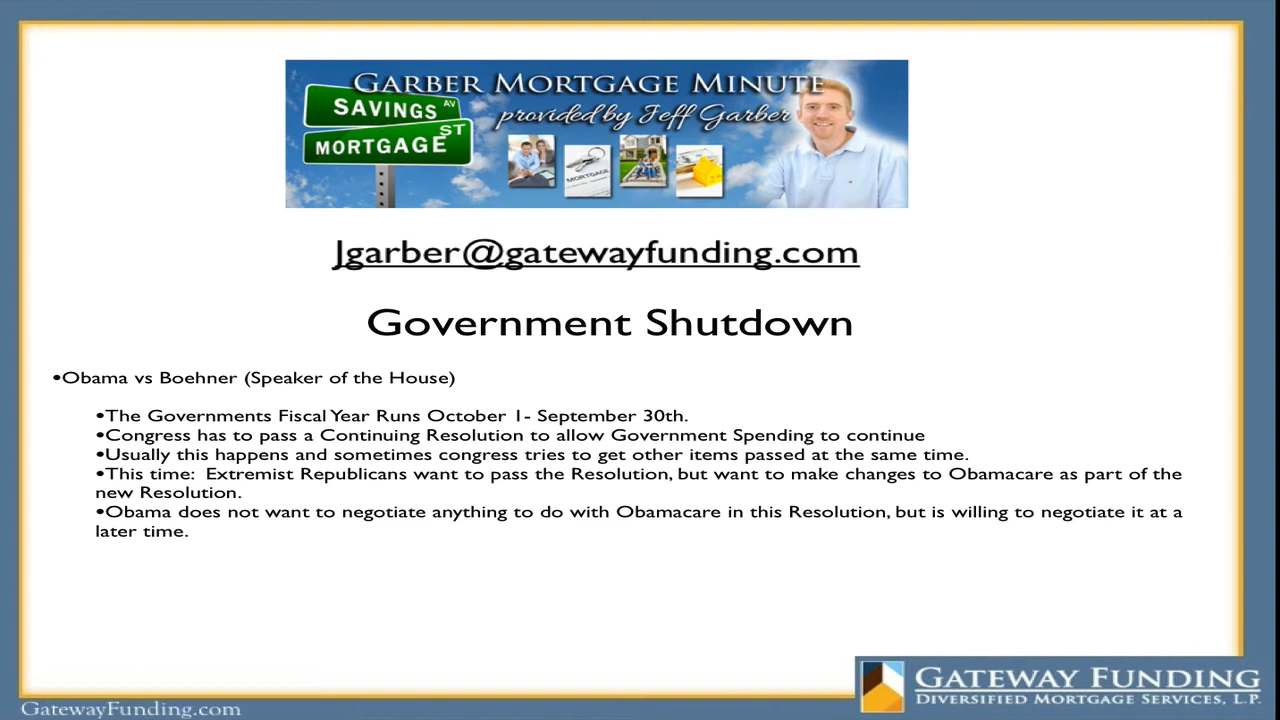 GARBER MORTGAGE MINUTE
provided by Jeff Garber
SAVINGS AV
MORTGAGE ST
MORTGAGE
Jgarber@gatewayfunding.com
Government Shutdown
•Obama vs Boehner (Speaker of the House)
•The Governments Fiscal Year Runs October 1- September 30th.
•Congress has to pass a Continuing Resolution to allow Government Spending to continue
•Usually this happens and sometimes congress tries to get other items passed at the same time.
•This time:  Extremist Republicans want to pass the Resolution, but want to make changes to Obamacare as part of the
new Resolution.
•Obama does not want to negotiate anything to do with Obamacare in this Resolution, but is willing to negotiate it at a
later time.
GATEWAY FUNDING
DIVERSIFIED MORTGAGE SERVICES, L.P.
GatewayFunding.com